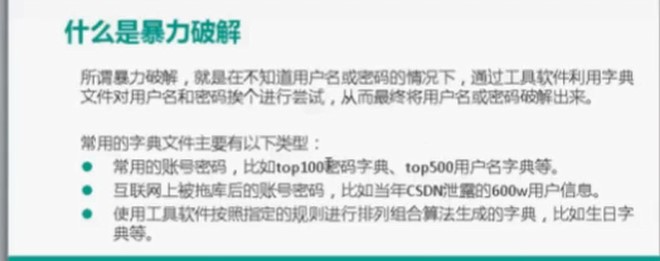 什么是暴力破解
所谓暴力破解，就是在不知道用户名或密码的情况下，通过工具软件利用字典
文件对用户名和密码挨个进行尝试，从而最终将用户名或密码破解出来。
常用的字典文件主要有以下类型：
常用的账号密码，比如top100密码字典、top500用户名字典等。
互联网上被拖库后的账号密码，比如当年CSDN泄露的600w用户信息。
使用工具软件按照指定的规则进行排列组合算法生成的字典，比如生日字
典等。